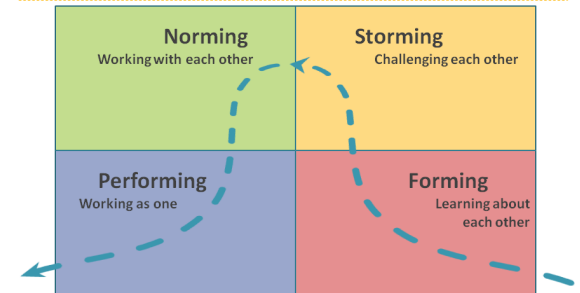 Norming
Working with each other
Storming
Challenging each other
Performing
Working as one
Forming
Learning about
each other